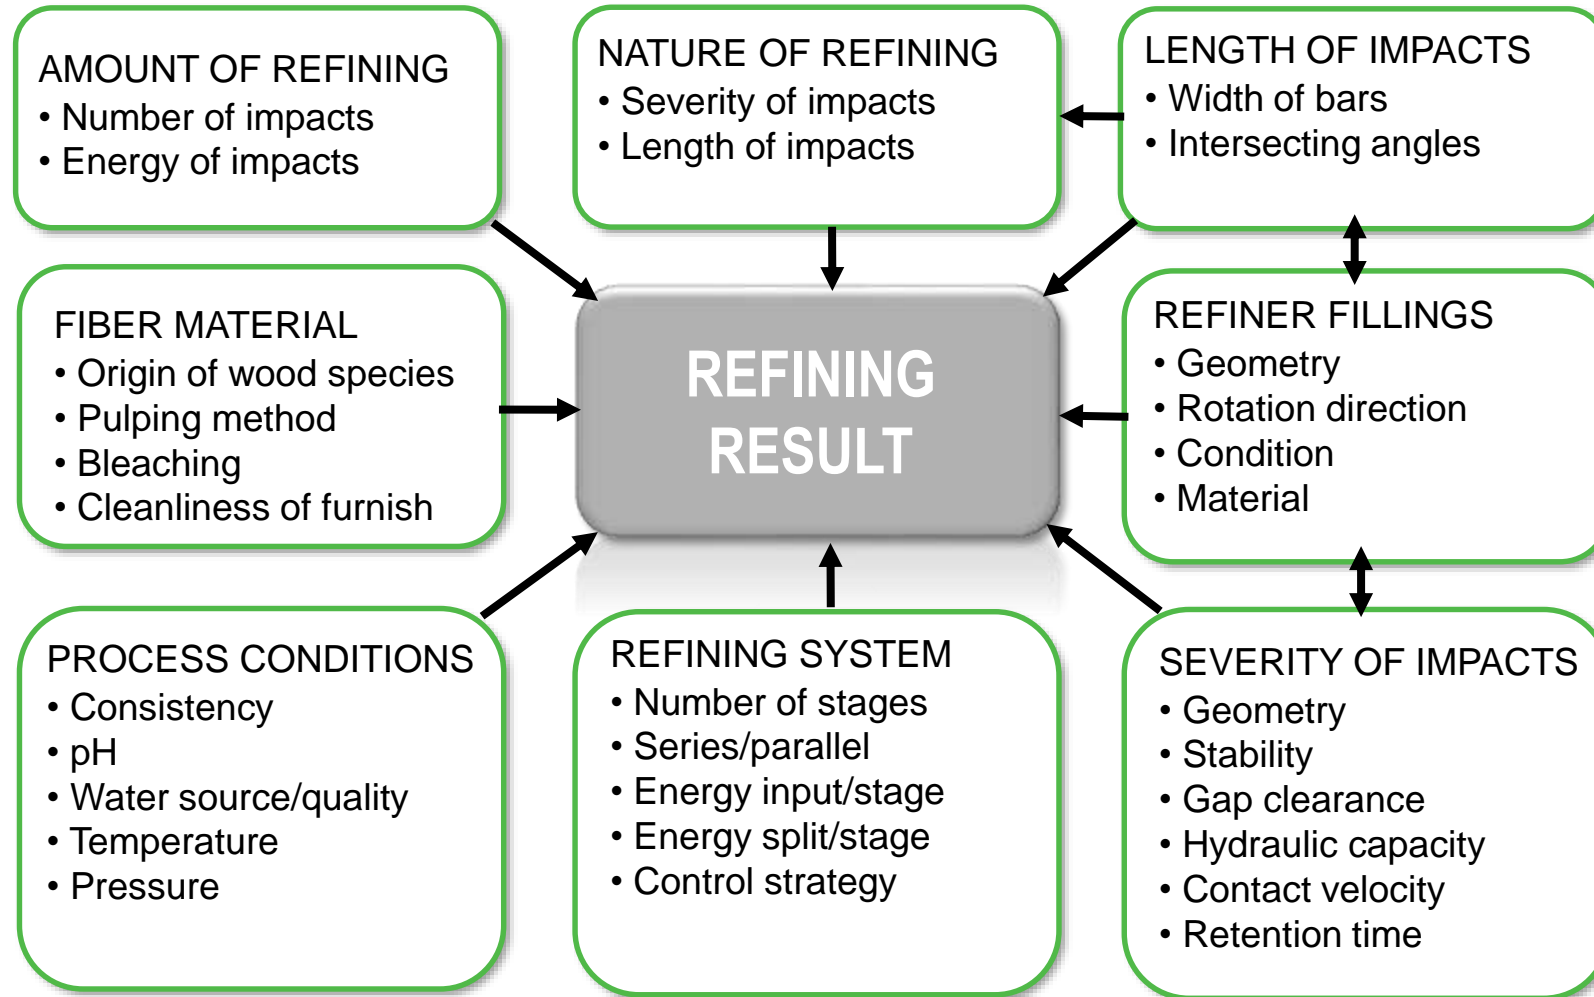 AMOUNT OF REFINING
• Number of impacts
• Energy of impacts
NATURE OF REFINING
• Severity of impacts
• Length of impacts
LENGTH OF IMPACTS
• Width of bars
• Intersecting angles
FIBER MATERIAL
• Origin of wood species
• Pulping method
• Bleaching
• Cleanliness of furnish
REFINING
RESULT
REFINER FILLINGS
• Geometry
• Rotation direction
• Condition
• Material
PROCESS CONDITIONS
• Consistency
• pH
• Water source/quality
• Temperature
• Pressure
REFINING SYSTEM
• Number of stages
• Series/parallel
• Energy input/stage
• Energy split/stage
• Control strategy
SEVERITY OF IMPACTS
• Geometry
• Stability
• Gap clearance
• Hydraulic capacity
• Contact velocity
• Retention time